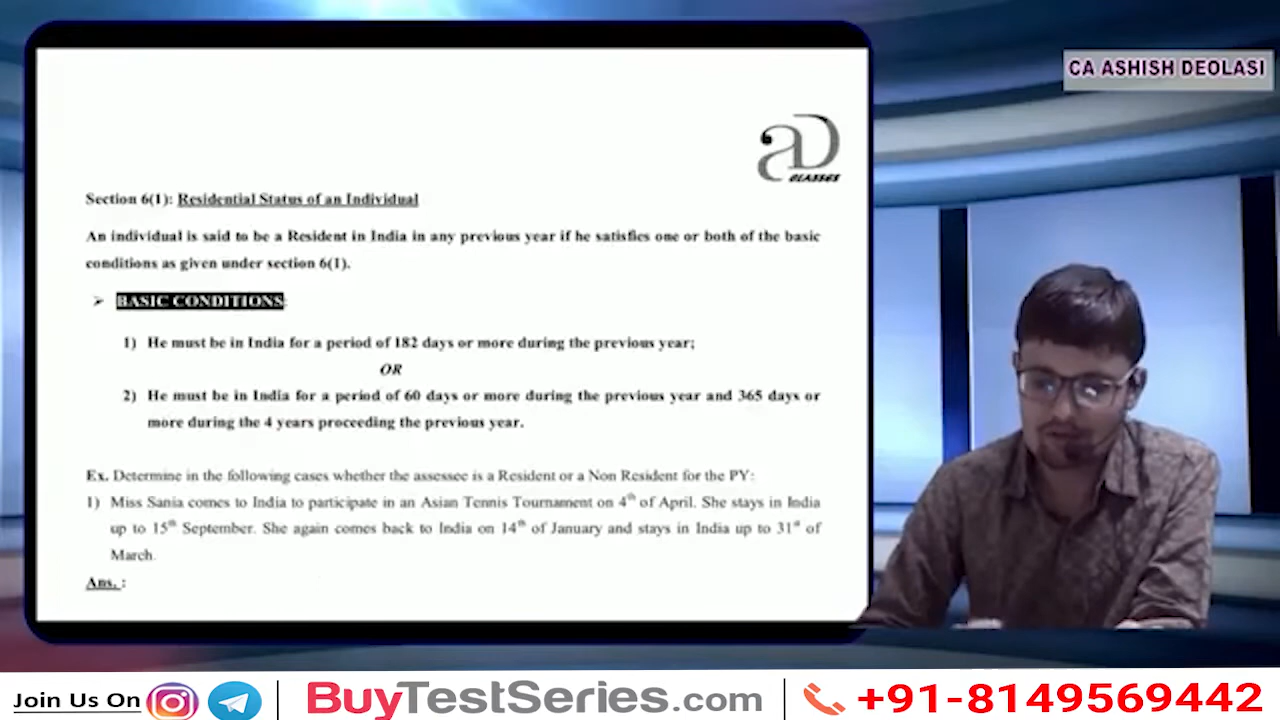 CA ASHISH DEOLASI
aD
CLASSES
Section 6(1): Residential Status of an Individual
An individual is said to be a Resident in India in any previous year if he satisfies one or both of the basic
conditions as given under section 6(1).
➢ BASIC CONDITIONS:
1) He must be in India for a period of 182 days or more during the previous year;
OR
2) He must be in India for a period of 60 days or more during the previous year and 365 days or
more during the 4 years proceeding the previous year.
Ex. Determine in the following cases whether the assessee is a Resident or a Non Resident for the PY:
1) Miss Sania comes to India to participate in an Asian Tennis Tournament on 4th of April. She stays in India
up to 15th September. She again comes back to India on 14th of January and stays in India up to 31st of
March.
Ans. :
Join Us On BuyTestSeries.com +91-8149569442